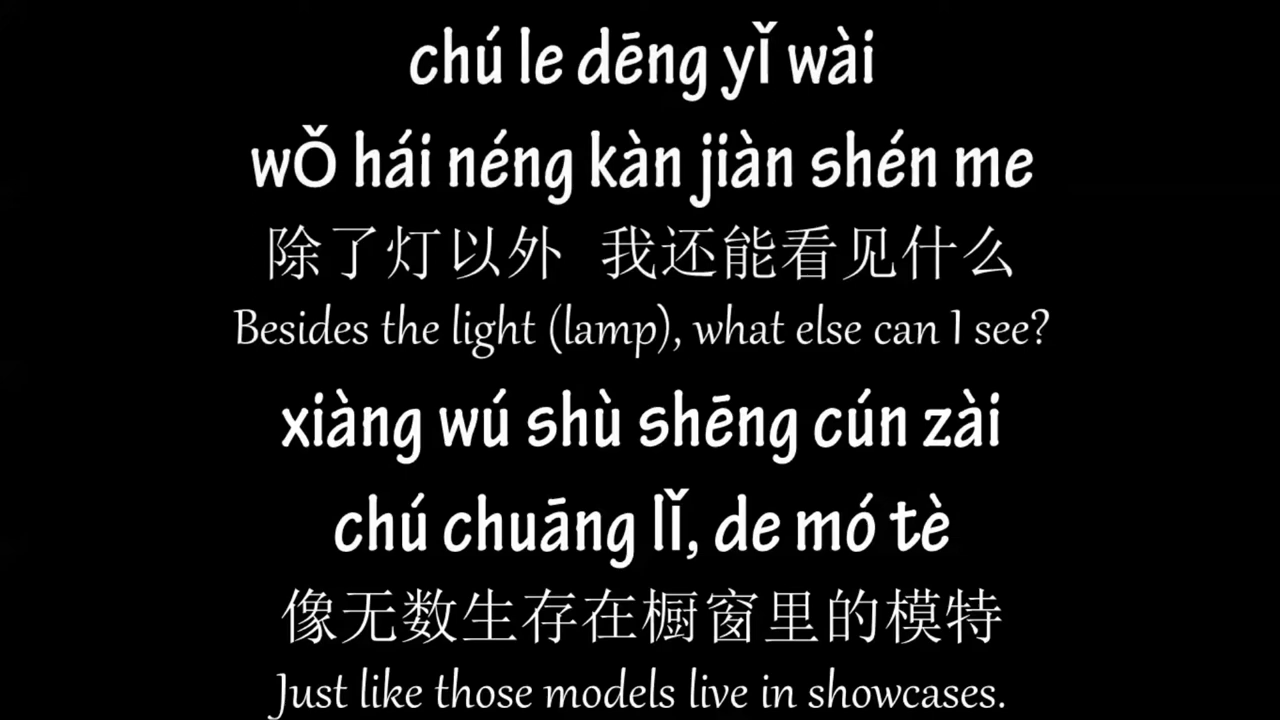 chú le dēng yǐ wài
wǒ hái néng kàn jiàn shén me
除了灯以外 我还能看见什么
Besides the light (lamp), what else can I see?
xiàng wú shù shēng cún zài
chú chuāng lǐ, de mó tè
像无数生存在橱窗里的模特
Just like those models live in showcases.